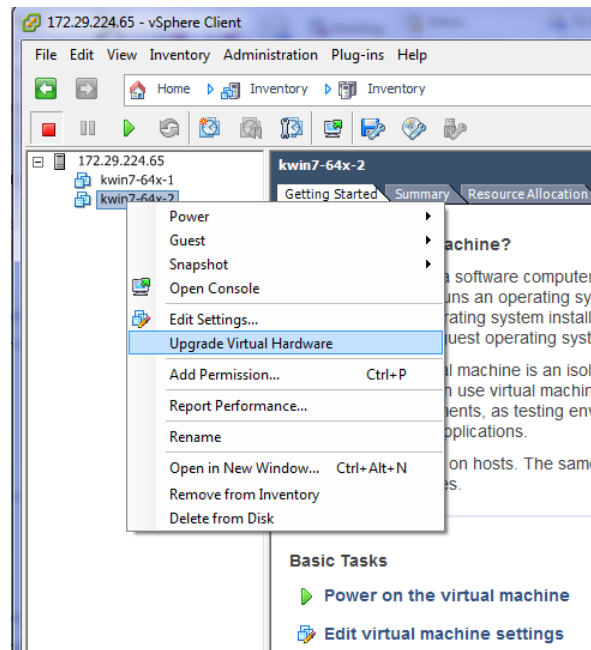 172.29.224.65 - vSphere Client
File Edit View Inventory Administration Plug-ins Help
Home Inventory Inventory
172.29.224.65
kwin7-64x-1
kwin7-64x-2
kwin7-64x-2
Getting Started Summary Resource Allocation
Power
Guest
Snapshot
Open Console
Edit Settings...
Upgrade Virtual Hardware
Add Permission... Ctrl+P
Report Performance...
Rename
Open in New Window... Ctrl+Alt+N
Remove from Inventory
Delete from Disk
achine?
software computer
uns an operating sy
rating system install
uest operating syst
l machine is an isol
n use virtual machin
ents, as testing env
pplications.
on hosts. The same
es.
Basic Tasks
Power on the virtual machine
Edit virtual machine settings